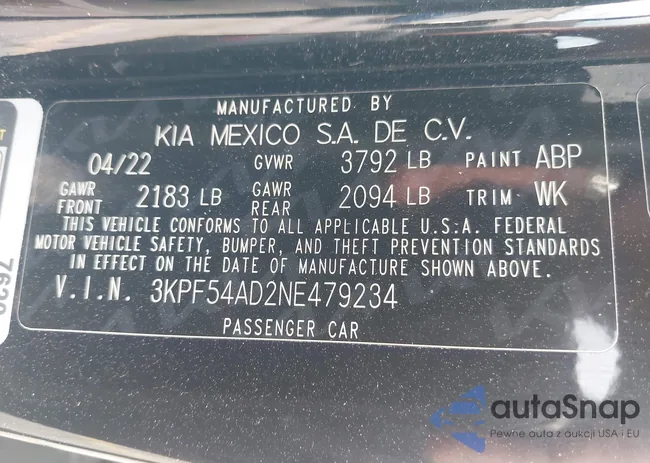 MANUFACTURED BY
KIA MEXICO S.A. DE C.V.
04/22 GVWR 3792 LB PAINT ABP
GAWR FRONT 2183 LB GAWR REAR 2094 LB TRIM WK
THIS VEHICLE CONFORMS TO ALL APPLICABLE U.S.A. FEDERAL
MOTOR VEHICLE SAFETY, BUMPER, AND THEFT PREVENTION STANDARDS
IN EFFECT ON THE DATE OF MANUFACTURE SHOWN ABOVE.
V.I.N. 3KPF54AD2NE479234
PASSENGER CAR
autaSnap
Pewne auta z aukcji USA i EU